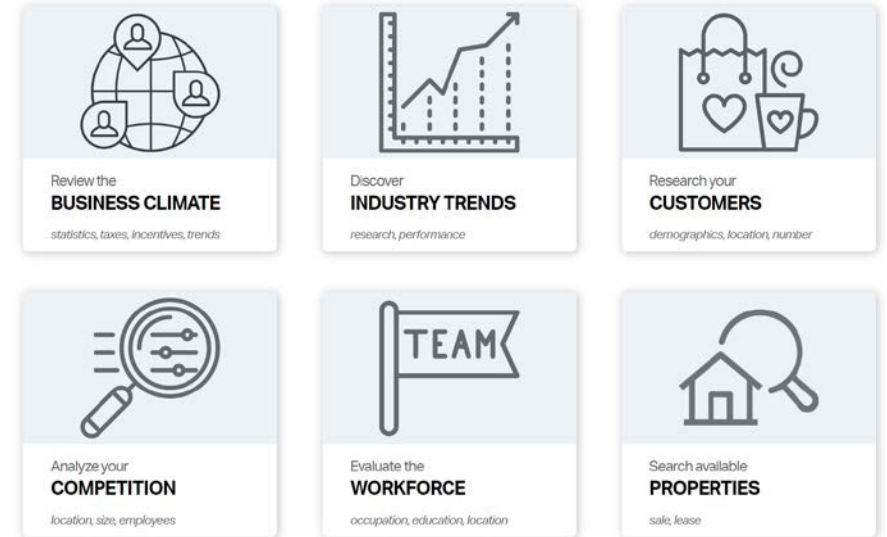 Review the
BUSINESS CLIMATE
statistics, taxes, incentives, trends
Discover
INDUSTRY TRENDS
research, performance
Research your
CUSTOMERS
demographics, location, number
Analyze your
COMPETITION
location, size, employees
TEAM
Evaluate the
WORKFORCE
occupation, education, location
Search available
PROPERTIES
sale, lease